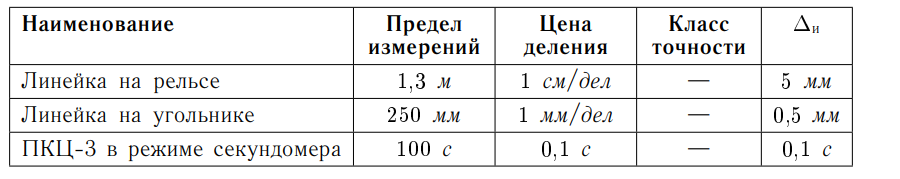 Наименование Предел измерений Цена деления Класс точности Δи
Линейка на рельсе 1,3 м 1 см/дел — 5 мм
Линейка на угольнике 250 мм 1 мм/дел — 0,5 мм
ПКЦ-3 в режиме секундомера 100 с 0,1 с — 0,1 с